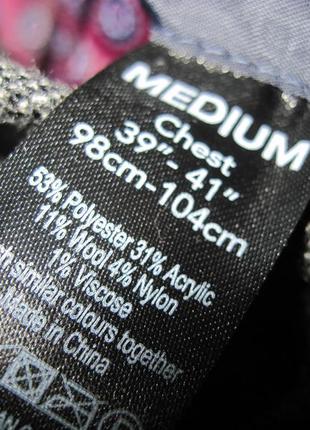 MEDIUM
Chest
39"- 41"
98cm-104cm
53% Polyester 31% Acrylic
11% Wool 4% Nylon
1% Viscose
similar colours together
Made in China